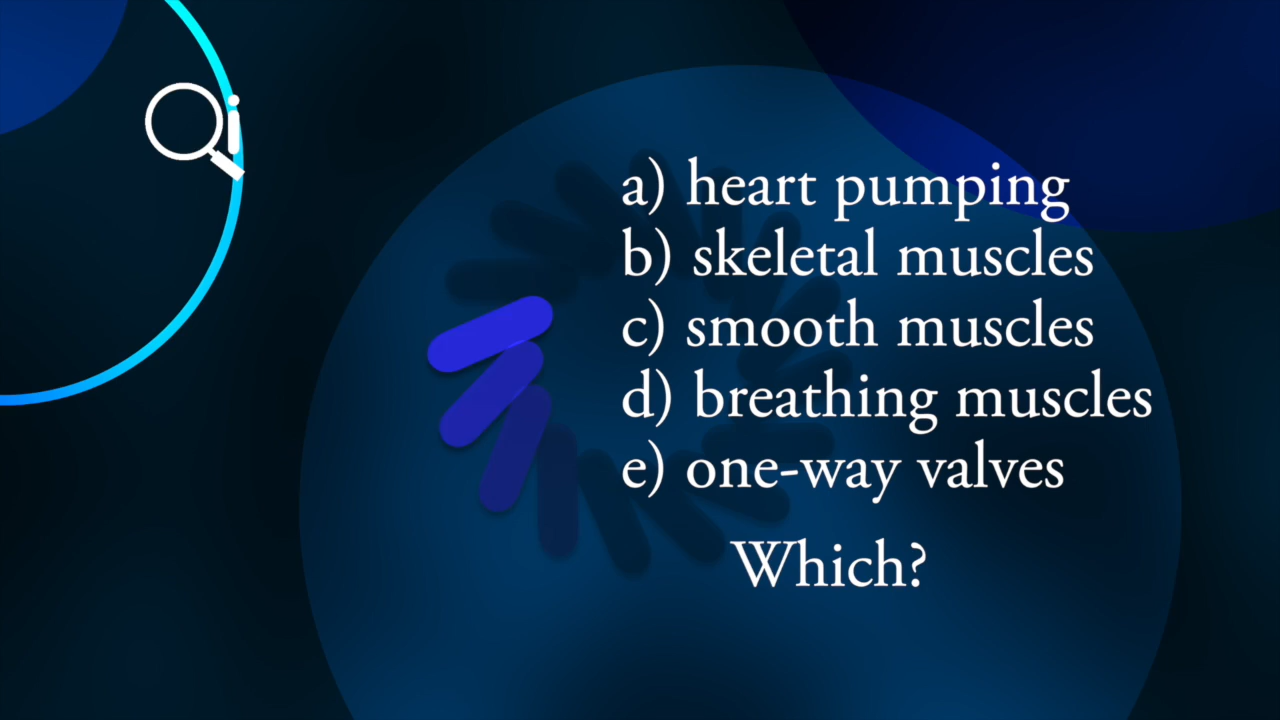 a) heart pumping
b) skeletal muscles
c) smooth muscles
d) breathing muscles
e) one-way valves
Which?